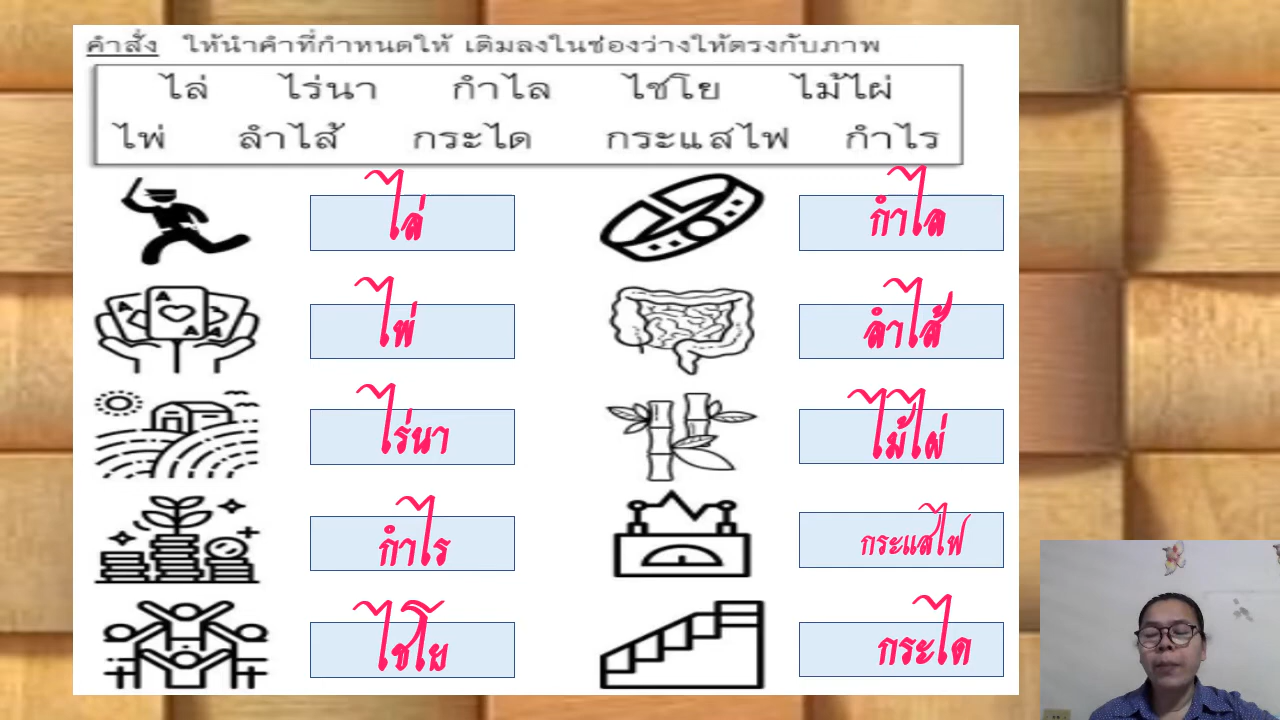 คำสั่ง ให้นำคำที่กำหนดให้ เติมลงในช่องว่างให้ตรงกับภาพ
ไล่ ไร่นา กำไล ไชโย ไม้ไผ่
ไพ่ ลำไส้ กระได กระแสไฟ กำไร
ไล่ กำไล
A A A
ไพ่ ลำไส้
ไร่นา ไม้ไผ่
กำไร กระแสไฟ
ไชโย กระได